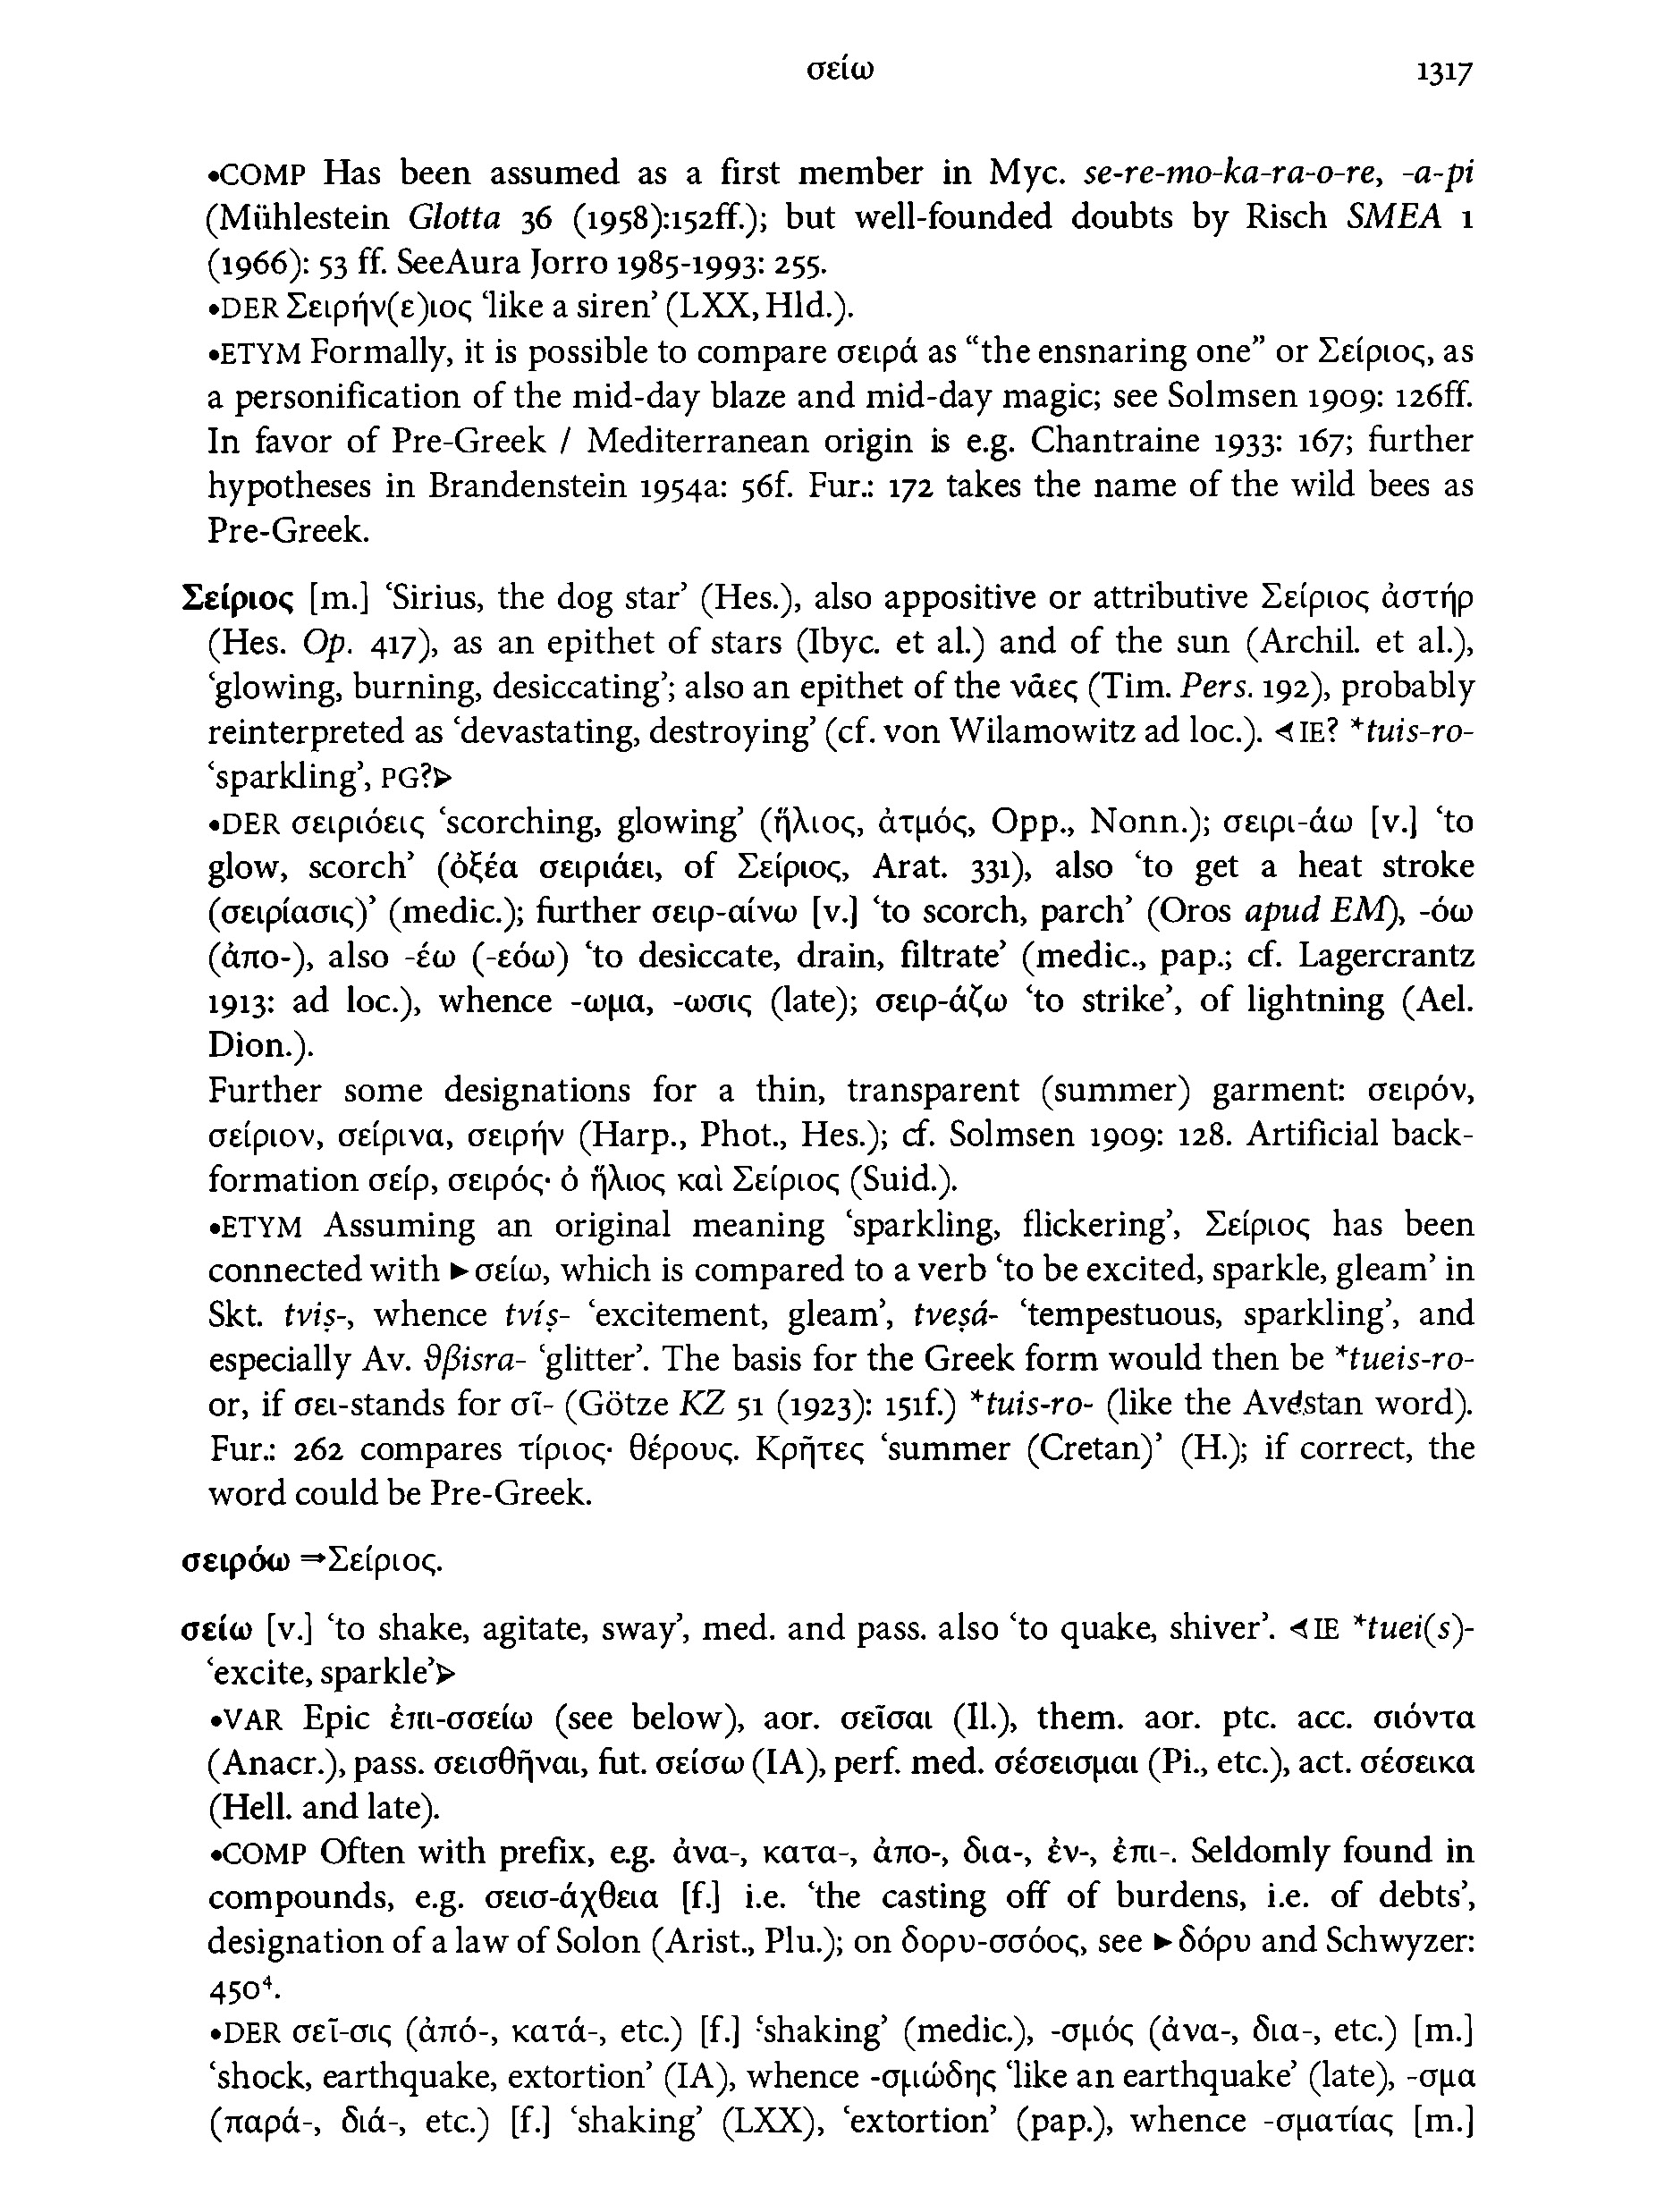 σείω 1317
•COMP Has been assumed as a first member in Myc. se-re-mo-ka-ra-o-re, -a-pi
(Mühlestein Glotta 36 (1958):152ff.); but well-founded doubts by Risch SMEA 1
(1966): 53 ff. SeeAura Jorro 1985-1993: 255.
•DER Σειρήν(ε)ιος ‘like a siren’ (LXX, Hld.).
•ETYM Formally, it is possible to compare σειρά as “the ensnaring one” or Σείριος, as
a personification of the mid-day blaze and mid-day magic; see Solmsen 1909: 126ff.
In favor of Pre-Greek / Mediterranean origin is e.g. Chantraine 1933: 167; further
hypotheses in Brandenstein 1954a: 56f. Fur.: 172 takes the name of the wild bees as
Pre-Greek.
Σείριος [m.] ‘Sirius, the dog star’ (Hes.), also appositive or attributive Σείριος ἀστήρ
(Hes. Op. 417), as an epithet of stars (Ibyc. et al.) and of the sun (Archil. et al.),
‘glowing, burning, desiccating’; also an epithet of the νᾶες (Tim. Pers. 192), probably
reinterpreted as ‘devastating, destroying’ (cf. von Wilamowitz ad loc.). ◁IE? *tuis-ro-
‘sparkling’, PG?▷
•DER σειριόεις ‘scorching, glowing’ (ἥλιος, ἀτμός, Opp., Nonn.); σειρι-άω [v.] ‘to
glow, scorch’ (ὀξέα σειριάει, of Σείριος, Arat. 331), also ‘to get a heat stroke
(σειρίασις)’ (medic.); further σειρ-αίνω [v.] ‘to scorch, parch’ (Oros apud EM), -όω
(ἀπο-), also -έω (-εόω) ‘to desiccate, drain, filtrate’ (medic., pap.; cf. Lagercrantz
1913: ad loc.), whence -ωμα, -ωσις (late); σειρ-άζω ‘to strike’, of lightning (Ael.
Dion.).
Further some designations for a thin, transparent (summer) garment: σειρόν,
σείριον, σείρινα, σειρήν (Harp., Phot., Hes.); cf. Solmsen 1909: 128. Artificial back-
formation σείρ, σειρός· ὁ ἥλιος καὶ Σείριος (Suid.).
•ETYM Assuming an original meaning ‘sparkling, flickering’, Σείριος has been
connected with ►σείω, which is compared to a verb ‘to be excited, sparkle, gleam’ in
Skt. tviṣ-, whence tvíṣ- ‘excitement, gleam’, tveṣá- ‘tempestuous, sparkling’, and
especially Av. ϑβisra- ‘glitter’. The basis for the Greek form would then be *tueis-ro-
or, if σει-stands for σῑ- (Götze KZ 51 (1923): 151f.) *tuis-ro- (like the Avestan word).
Fur.: 262 compares τίριος· θέρους. Κρῆτες ‘summer (Cretan)’ (H.); if correct, the
word could be Pre-Greek.
σειρόω ⇒Σείριος.
σείω [v.] ‘to shake, agitate, sway’, med. and pass. also ‘to quake, shiver’. ◁IE *tuei(s)-
‘excite, sparkle’▷
•VAR Epic ἐπι-σσείω (see below), aor. σεῖσαι (Il.), them. aor. ptc. acc. σιόντα
(Anacr.), pass. σεισθῆναι, fut. σείσω (IA), perf. med. σέσεισμαι (Pi., etc.), act. σέσεικα
(Hell. and late).
•COMP Often with prefix, e.g. ἀνα-, κατα-, ἀπο-, δια-, ἐν-, ἐπι-. Seldomly found in
compounds, e.g. σεισ-άχθεια [f.] i.e. ‘the casting off of burdens, i.e. of debts’,
designation of a law of Solon (Arist., Plu.); on δορυ-σσόος, see ►δόρυ and Schwyzer:
450⁴.
•DER σεῖ-σις (ἀπό-, κατά-, etc.) [f.] ‘shaking’ (medic.), -σμός (ἀνα-, δια-, etc.) [m.]
‘shock, earthquake, extortion’ (IA), whence -σμώδης ‘like an earthquake’ (late), -σμα
(παρά-, διά-, etc.) [f.] ‘shaking’ (LXX), ‘extortion’ (pap.), whence -σματίας [m.]